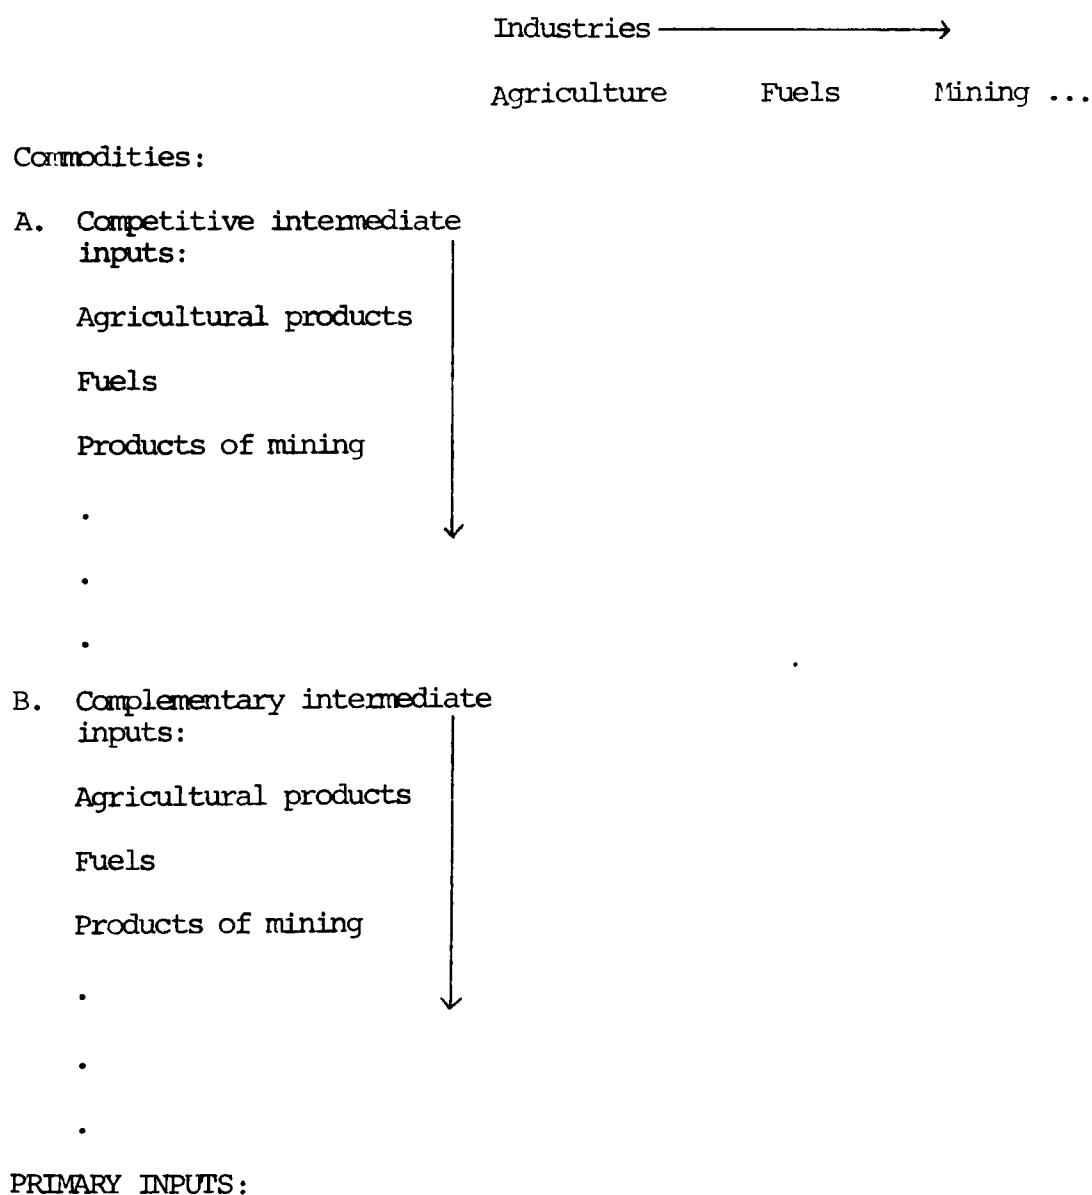 Industries
Agriculture Fuels Mining ...
Commodities:
A. Competitive intermediate
inputs:
Agricultural products
Fuels
Products of mining
.
.
.
B. Complementary intermediate
inputs:
Agricultural products
Fuels
Products of mining
.
.
.
PRIMARY INPUTS: